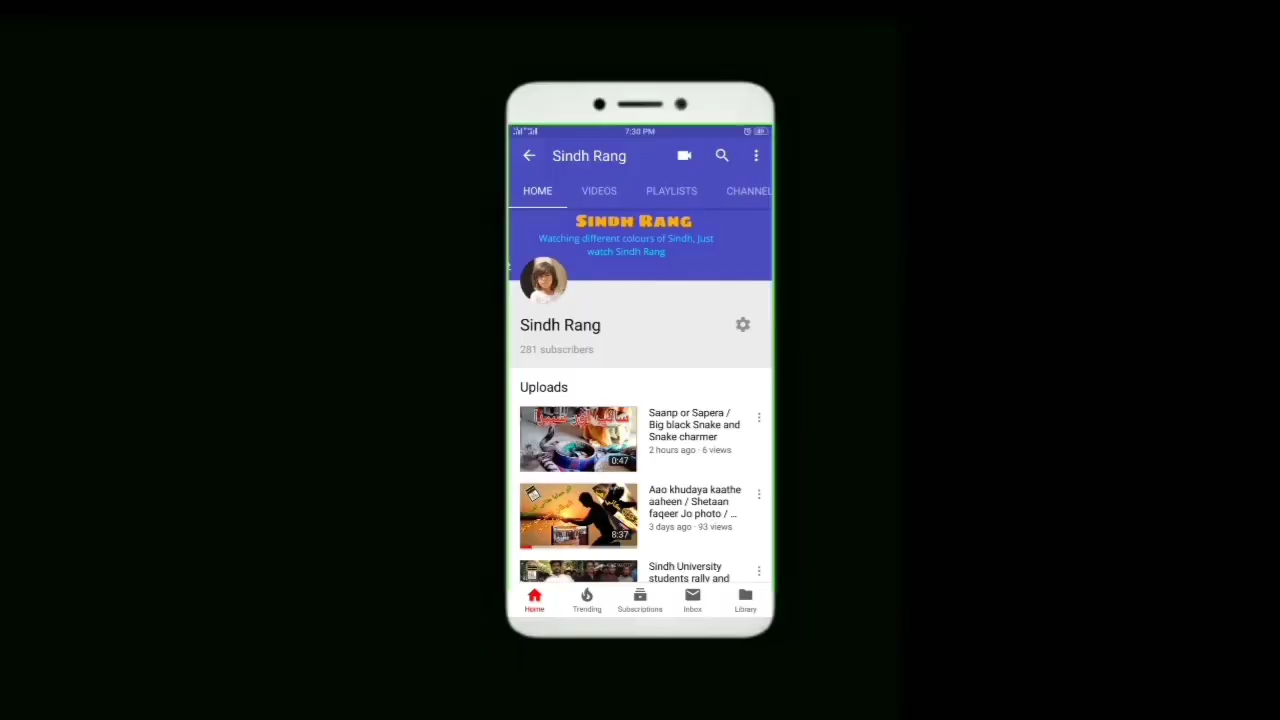 7:30 PM
Sindh Rang
HOME VIDEOS PLAYLISTS CHANNEL
SINDH RANG
Watching different colours of Sindh, Just
watch Sindh Rang
Sindh Rang
281 subscribers
Uploads
Saanp or Sapera /
Big black Snake and
Snake charmer
2 hours ago · 6 views
0:47
Aao khudaya kaathe
aaheen / Shetaan
faqeer Jo photo / ...
3 days ago · 93 views
8:37
Sindh University
students rally and
Home Trending Subscriptions Inbox Library